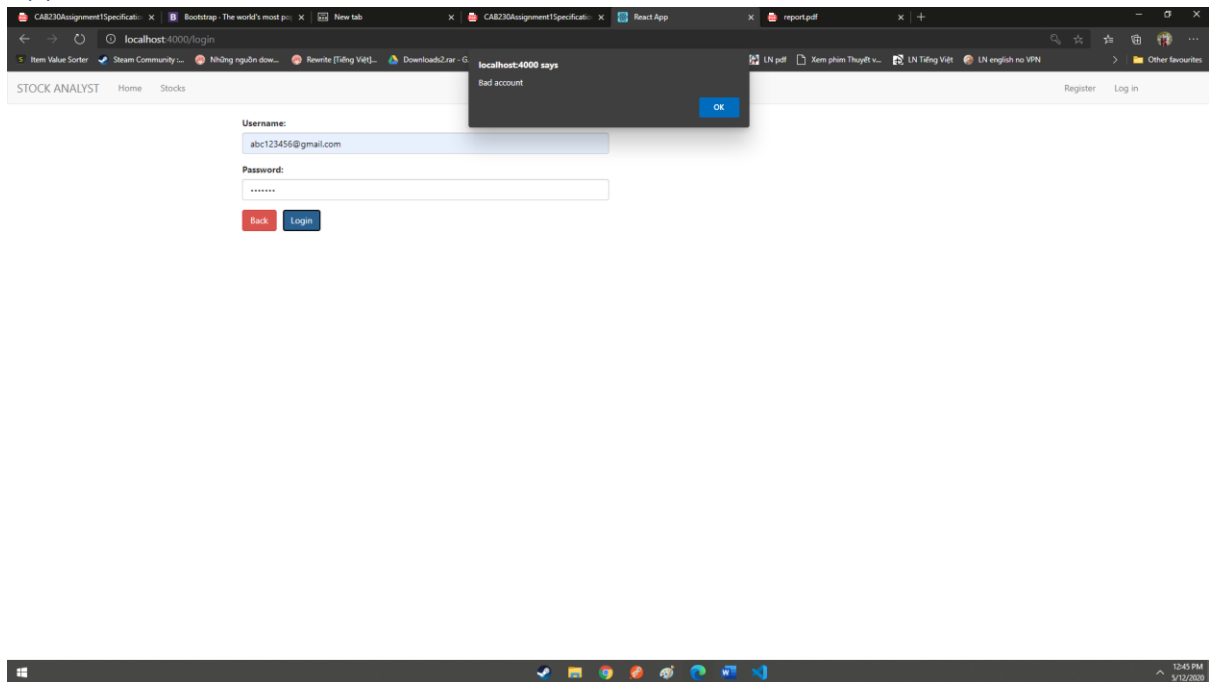 CAB230Assignment1Specificatio
Bootstrap · The world's most pop
New tab
CAB230Assignment1Specificatio
React App
report.pdf
localhost:4000/login
Item Value Sorter
Steam Community :...
Những nguồn dow...
Rewrite [Tiếng Việt]...
Downloads2.rar - G
LN pdf
Xem phim Thuyết v...
LN Tiếng Việt
LN english no VPN
Other favourites
localhost:4000 says
Bad account
OK
STOCK ANALYST Home Stocks
Register Log in
Username:
abc123456@gmail.com
Password:
•••••••
Back Login
12:45 PM
5/12/2020